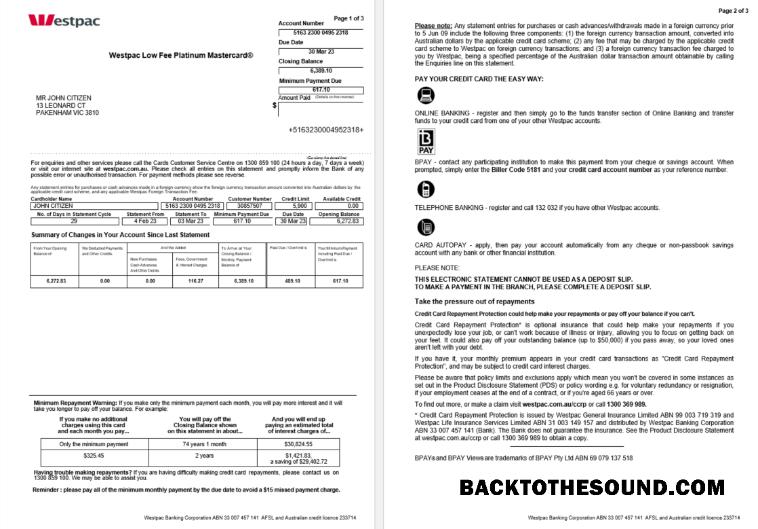 Westpac
Page 1 of 3
Account Number
5163 2300 0495 2318
Due Date
30 Mar 23
Closing Balance
6,389.10
Minimum Payment Due
617.10
Amount Paid
$
Westpac Low Fee Platinum Mastercard®
MR JOHN CITIZEN
13 LEONARD CT
PAKENHAM VIC 3810
+5163230004952318+
For enquiries and other services please call the Cards Customer Service Centre on 1300 859 100 (24 hours a day, 7 days a week)
or visit our internet site at westpac.com.au. Please check all entries on this statement and promptly inform the Bank of any
possible error or unauthorised transaction. For payment methods please see reverse
Any statement entries for purchases or cash advances made in a foreign currency show the foreign currency transaction amount converted into Australian dollars by the
applicable credit card scheme, and any applicable Westpac Foreign Transaction Fee.
Cardholder Name Account Number Customer Number Credit Limit Available Credit
JOHN CITIZEN 5163 2300 0495 2318 30857507 0.00
No. of Days in Statement Cycle Statement From Statement To Minimum Payment Due Due Date Opening Balance
29 4 Feb 23 03 Mar 23 617.10 30 Mar 23 6,272.83
Summary of Changes in Your Account Since Last Statement
From Your Opening Balance of: We Deducted Payments and Other Credits And We Added To Arrive at Your Closing Balance / Monthly Payment Balance of: Past Due / Overlimit Your Minimum Payment including Past Due / Overlimit is
New Purchases Cash Advances And Other Debits Fees, Government & Interest Charges
6,272.83 0.00 0.00 116.27 6,389.10 489.10 617.10
Minimum Repayment Warning: If you make only the minimum payment each month, you will pay more interest and it will
take you longer to pay off your balance. For example:
If you make no additional charges using this card and each month you pay... You will pay off the Closing Balance shown on this statement in about... And you will end up paying an estimated total of interest charges of...
Only the minimum payment 74 years 1 month $30,824.55
$325.45 2 years $1,421.83, a saving of $29,402.72
Having trouble making repayments? If you are having difficulty making credit card repayments, please contact us on
1300 859 100. We may be able to assist you.
Reminder : please pay all of the minimum monthly payment by the due date to avoid a $15 missed payment charge.
Westpac Banking Corporation ABN 33 007 457 141 AFSL and Australian credit licence 233714
Page 2 of 3
Please note: Any statement entries for purchases or cash advances/withdrawals made in a foreign currency prior
to 5 Jun 09 include the following three components; (1) the foreign currency transaction amount, converted into
Australian dollars by the applicable credit card scheme; (2) any fee that may be charged by the applicable credit
card scheme to Westpac on foreign currency transactions; and (3) a foreign currency transaction fee charged to
you by Westpac, being a specified percentage of the Australian dollar transaction amount obtainable by calling
the Enquiries line on this statement.
PAY YOUR CREDIT CARD THE EASY WAY:
ONLINE BANKING - register and then simply go to the funds transfer section of Online Banking and transfer
funds to your credit card from one of your other Westpac accounts.
B
PAY
BPAY - contact any participating institution to make this payment from your cheque or savings account. When
prompted, simply enter the Biller Code 5181 and your credit card account number as your reference number.
TELEPHONE BANKING - register and call 132 032 if you have other Westpac accounts.
CARD AUTOPAY - apply, then pay your account automatically from any cheque or non-passbook savings
account with any bank or other financial institution.
PLEASE NOTE:
THIS ELECTRONIC STATEMENT CANNOT BE USED AS A DEPOSIT SLIP.
TO MAKE A PAYMENT IN THE BRANCH, PLEASE COMPLETE A DEPOSIT SLIP.
Take the pressure out of repayments
Credit Card Repayment Protection could help make your repayments or pay off your balance if you can't.
Credit Card Repayment Protection* is optional insurance that could help make your repayments if you
unexpectedly lose your job, or can't work because of illness or injury, allowing you to focus on getting back on
your feet. It could also pay off your outstanding balance (up to $50,000) if you pass away, so your loved ones
aren't left with your debt.
If you have it, your monthly premium appears in your credit card transactions as "Credit Card Repayment
Protection", and may be subject to card interest charges.
Please be aware that policy limits and exclusions apply which mean you won't be covered in some instances as
set out in the Product Disclosure Statement (PDS) or policy wording e.g. for voluntary redundancy or resignation,
if your employment ceases at the end of a contract, or if you're aged 66 years or over.
To find out more, or make a claim visit westpac.com.au/ccrp or call 1300 369 989.
* Credit Card Repayment Protection is issued by Westpac General Insurance Limited ABN 99 003 719 319 and
Westpac Life Insurance Services Limited ABN 31 003 149 157 and distributed by Westpac Banking Corporation
ABN 33 007 457 141 (Bank). The Bank does not guarantee the insurance. See the Product Disclosure Statement
at westpac.com.au/ccrp or call 1300 369 989 to obtain a copy.
BPAY® and BPAY View® are trademarks of BPAY Pty Ltd ABN 69 079 137 518
BACKTOTHESOUND.COM
Westpac Banking Corporation ABN 33 007 457 141 AFSL and Australian credit licence 233714